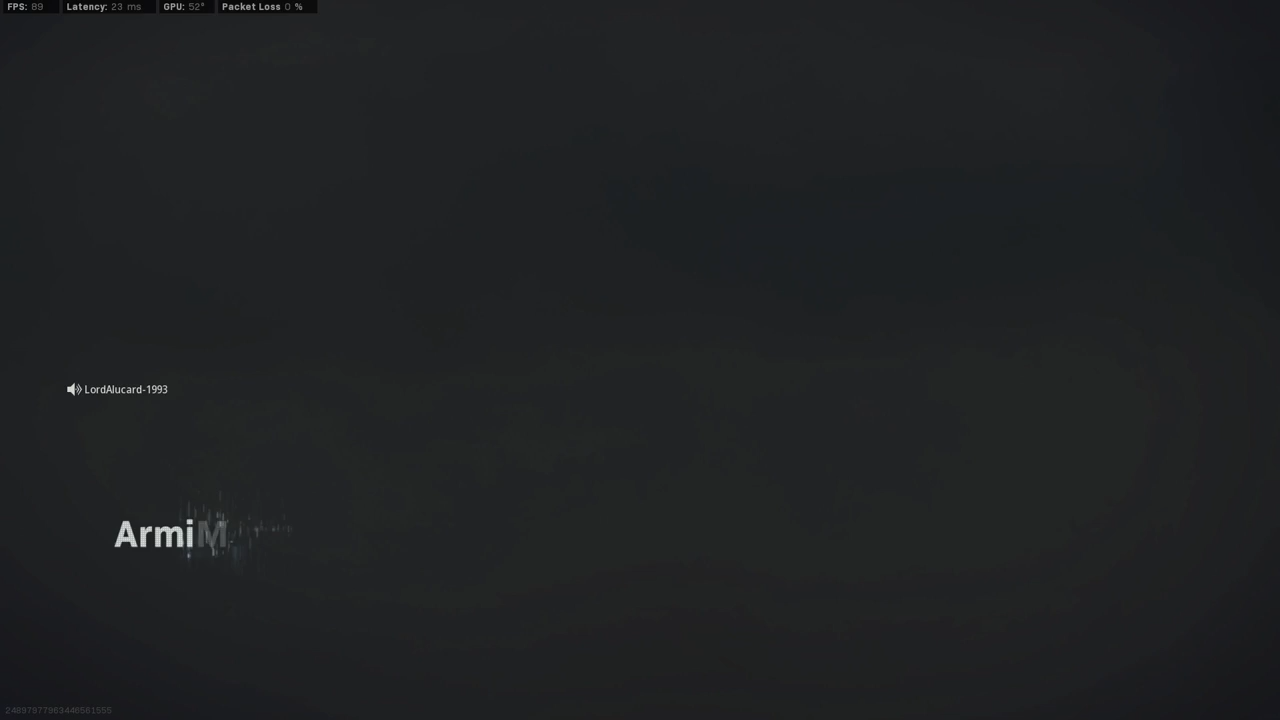 FPS: 89 Latency: 23 ms GPU: 52° Packet Loss 0 %
LordAlucard-1993
ArmiM